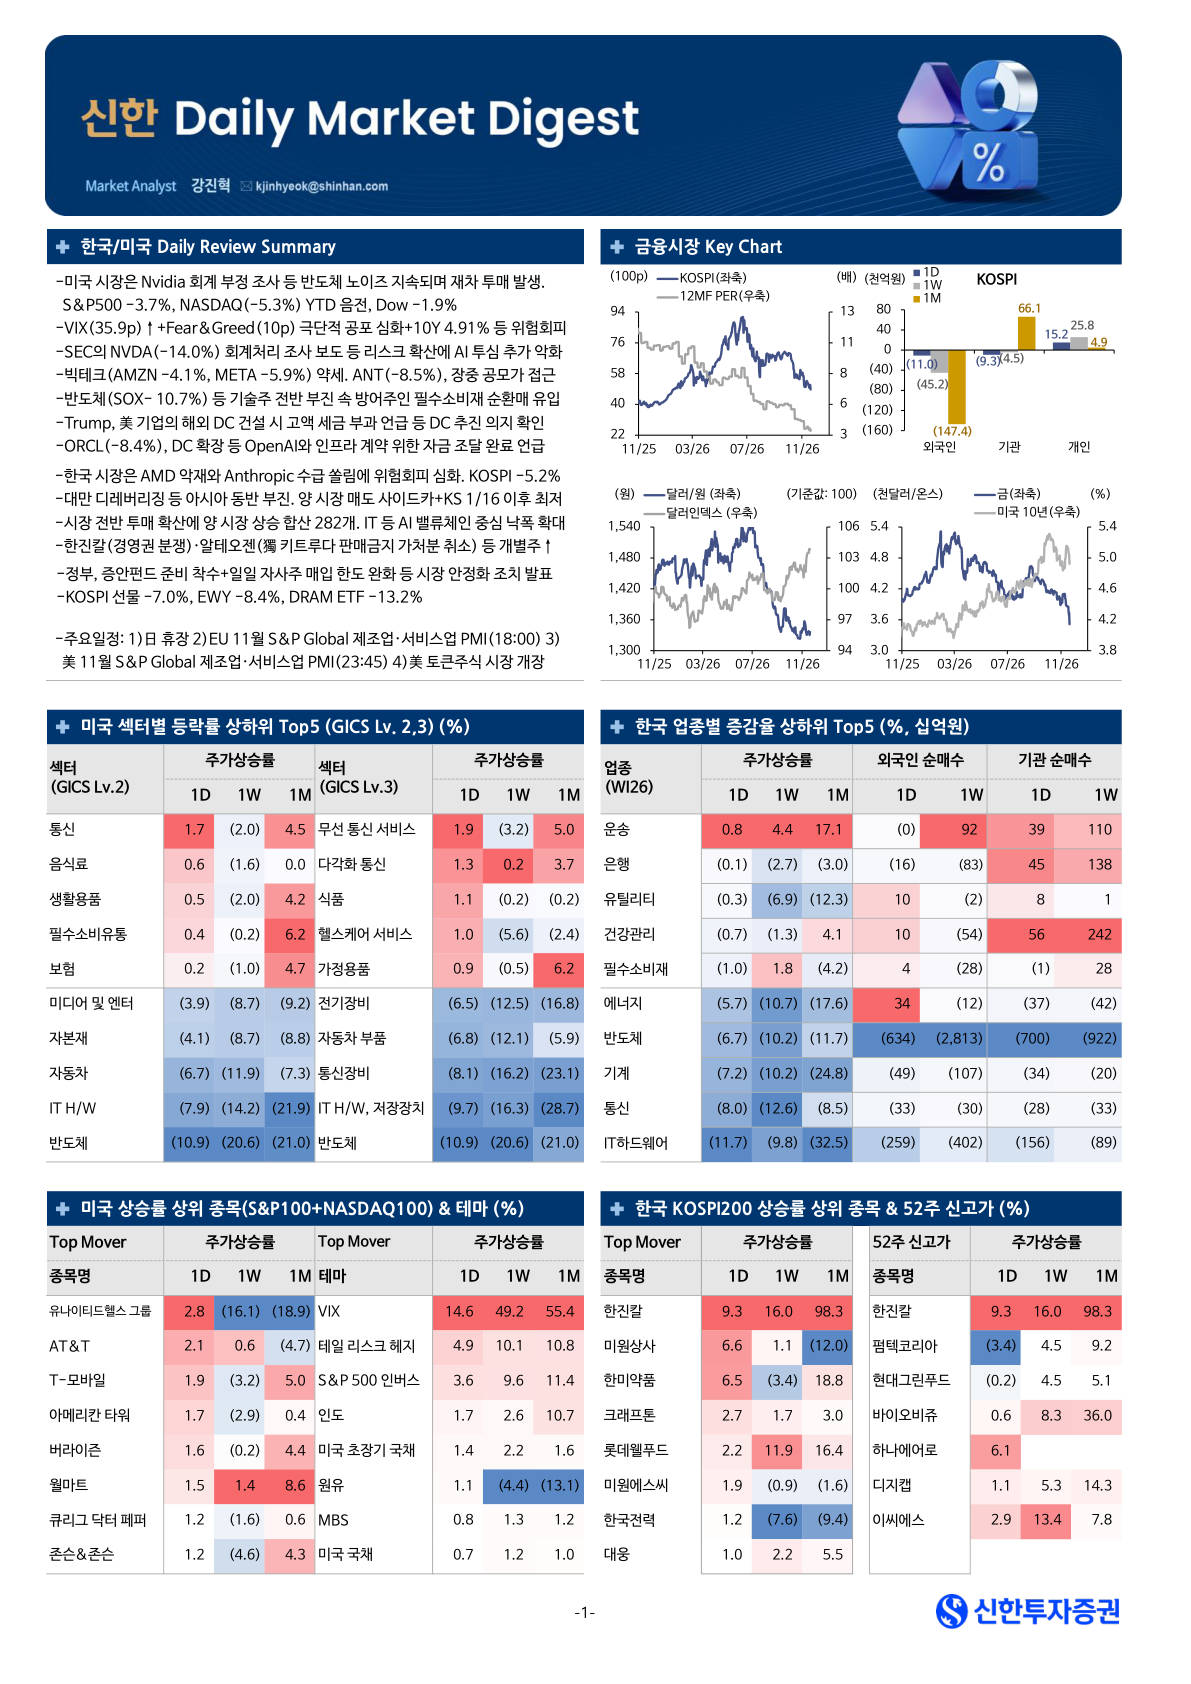 신한 Daily Market Digest
Market Analyst 강진혁 kjinhyeok@shinhan.com
한국/미국 Daily Review Summary
-미국 시장은 Nvidia 회계 부정 조사 등 반도체 노이즈 지속되며 재차 투매 발생.
S&P500 -3.7%, NASDAQ(-5.3%) YTD 음전, Dow -1.9%
-VIX(35.9p)↑+Fear&Greed(10p) 극단적 공포 심화+10Y 4.91% 등 위험회피
-SEC의 NVDA(-14.0%) 회계처리 조사 보도 등 리스크 확산에 AI 투심 추가 악화
-빅테크(AMZN -4.1%, META -5.9%) 약세. ANT(-8.5%), 장중 공모가 접근
-반도체(SOX- 10.7%) 등 기술주 전반 부진 속 방어주인 필수소비재 순환매 유입
-Trump, 美 기업의 해외 DC 건설 시 고액 세금 부과 언급 등 DC 추진 의지 확인
-ORCL(-8.4%), DC 확장 등 OpenAI와 인프라 계약 위한 자금 조달 완료 언급
-한국 시장은 AMD 악재와 Anthropic 수급 쏠림에 위험회피 심화. KOSPI -5.2%
-대만 디레버리징 등 아시아 동반 부진. 양 시장 매도 사이드카+KS 1/16 이후 최저
-시장 전반 투매 확산에 양 시장 상승 합산 282개. IT 등 AI 밸류체인 중심 낙폭 확대
-한진칼(경영권 분쟁)·알테오젠(獨 키트루다 판매금지 가처분 취소) 등 개별주↑
-정부, 증안펀드 준비 착수+일일 자사주 매입 한도 완화 등 시장 안정화 조치 발표
-KOSPI 선물 -7.0%, EWY -8.4%, DRAM ETF -13.2%
-주요일정: 1)日 휴장 2)EU 11월 S&P Global 제조업·서비스업 PMI(18:00) 3)
美 11월 S&P Global 제조업·서비스업 PMI(23:45) 4)美 토큰주식 시장 개장
금융시장 Key Chart
(100p) KOSPI(좌축) (배)
12MF PER(우축)
94 13
76 11
58 8
40 6
22 3
11/25 03/26 07/26 11/26
(천억원) 1D KOSPI
1W
1M
80
40
0
(40)
(80)
(120)
(160)
(11.0) (45.2) (147.4)
(9.3) (4.5) 66.1
15.2 25.8 4.9
외국인 기관 개인
(원) 달러/원 (좌축) (기준값: 100)
달러인덱스 (우축)
1,540 106
1,480 103
1,420 100
1,360 97
1,300 94
11/25 03/26 07/26 11/26
(천달러/온스) 금(좌축) (%)
미국 10년(우축)
5.4 5.4
4.8 5.0
4.2 4.6
3.6 4.2
3.0 3.8
11/25 03/26 07/26 11/26
미국 섹터별 등락률 상하위 Top5 (GICS Lv. 2,3) (%)
섹터 (GICS Lv.2) 주가상승률 섹터 (GICS Lv.3) 주가상승률
1D 1W 1M 1D 1W 1M
통신 1.7 (2.0) 4.5 무선 통신 서비스 1.9 (3.2) 5.0
음식료 0.6 (1.6) 0.0 다각화 통신 1.3 0.2 3.7
생활용품 0.5 (2.0) 4.2 식품 1.1 (0.2) (0.2)
필수소비유통 0.4 (0.2) 6.2 헬스케어 서비스 1.0 (5.6) (2.4)
보험 0.2 (1.0) 4.7 가정용품 0.9 (0.5) 6.2
미디어 및 엔터 (3.9) (8.7) (9.2) 전기장비 (6.5) (12.5) (16.8)
자본재 (4.1) (8.7) (8.8) 자동차 부품 (6.8) (12.1) (5.9)
자동차 (6.7) (11.9) (7.3) 통신장비 (8.1) (16.2) (23.1)
IT H/W (7.9) (14.2) (21.9) IT H/W, 저장장치 (9.7) (16.3) (28.7)
반도체 (10.9) (20.6) (21.0) 반도체 (10.9) (20.6) (21.0)
한국 업종별 증감율 상하위 Top5 (%, 십억원)
업종 (WI26) 주가상승률 외국인 순매수 기관 순매수
1D 1W 1M 1D 1W 1D 1W
운송 0.8 4.4 17.1 (0) 92 39 110
은행 (0.1) (2.7) (3.0) (16) (83) 45 138
유틸리티 (0.3) (6.9) (12.3) 10 (2) 8 1
건강관리 (0.7) (1.3) 4.1 10 (54) 56 242
필수소비재 (1.0) 1.8 (4.2) 4 (28) (1) 28
에너지 (5.7) (10.7) (17.6) 34 (12) (37) (42)
반도체 (6.7) (10.2) (11.7) (634) (2,813) (700) (922)
기계 (7.2) (10.2) (24.8) (49) (107) (34) (20)
통신 (8.0) (12.6) (8.5) (33) (30) (28) (33)
IT하드웨어 (11.7) (9.8) (32.5) (259) (402) (156) (89)
미국 상승률 상위 종목(S&P100+NASDAQ100) & 테마 (%)
Top Mover 주가상승률 Top Mover 주가상승률
종목명 1D 1W 1M 테마 1D 1W 1M
유나이티드헬스 그룹 2.8 (16.1) (18.9) VIX 14.6 49.2 55.4
AT&T 2.1 0.6 (4.7) 테일 리스크 헤지 4.9 10.1 10.8
T-모바일 1.9 (3.2) 5.0 S&P 500 인버스 3.6 9.6 11.4
아메리칸 타워 1.7 (2.9) 0.4 인도 1.7 2.6 10.7
버라이즌 1.6 (0.2) 4.4 미국 초장기 국채 1.4 2.2 1.6
월마트 1.5 1.4 8.6 원유 1.1 (4.4) (13.1)
큐리그 닥터 페퍼 1.2 (1.6) 0.6 MBS 0.8 1.3 1.2
존슨&존슨 1.2 (4.6) 4.3 미국 국채 0.7 1.2 1.0
한국 KOSPI200 상승률 상위 종목 & 52주 신고가 (%)
Top Mover 주가상승률 52주 신고가 주가상승률
종목명 1D 1W 1M 종목명 1D 1W 1M
한진칼 9.3 16.0 98.3 한진칼 9.3 16.0 98.3
미원상사 6.6 1.1 (12.0) 펌텍코리아 (3.4) 4.5 9.2
한미약품 6.5 (3.4) 18.8 현대그린푸드 (0.2) 4.5 5.1
크래프톤 2.7 1.7 3.0 바이오비쥬 0.6 8.3 36.0
롯데웰푸드 2.2 11.9 16.4 하나에어로 6.1
미원에스씨 1.9 (0.9) (1.6) 디지캡 1.1 5.3 14.3
한국전력 1.2 (7.6) (9.4) 이씨에스 2.9 13.4 7.8
대웅 1.0 2.2 5.5
-1-
신한투자증권